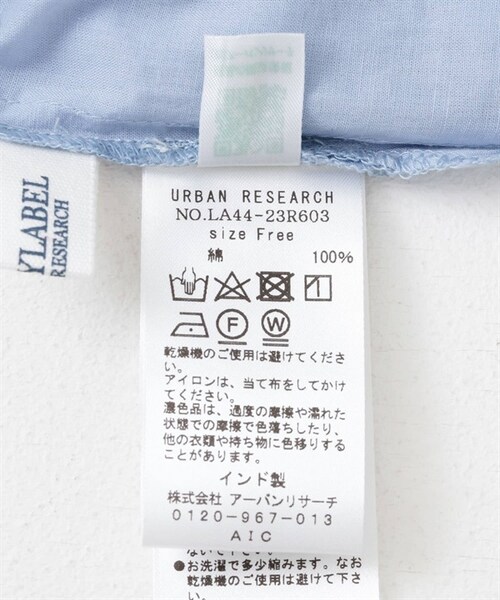 YLABEL
RESEARCH
URBAN RESEARCH
NO.LA44-23R603
size Free
綿 100%
F W
乾燥機のご使用は避けてくださ
い。
アイロンは、当て布をしてかけ
てください。
濃色品は、過度の摩擦や濡れた
状態での摩擦で色落ちしたり、
他の衣類や持ち物に色移りする
ことがあります。
インド製
株式会社 アーバンリサーチ
0120-967-013
AIC
ないで下さい。
●お洗濯で多少縮みます。なお
乾燥機のご使用は避けて下さ
い。